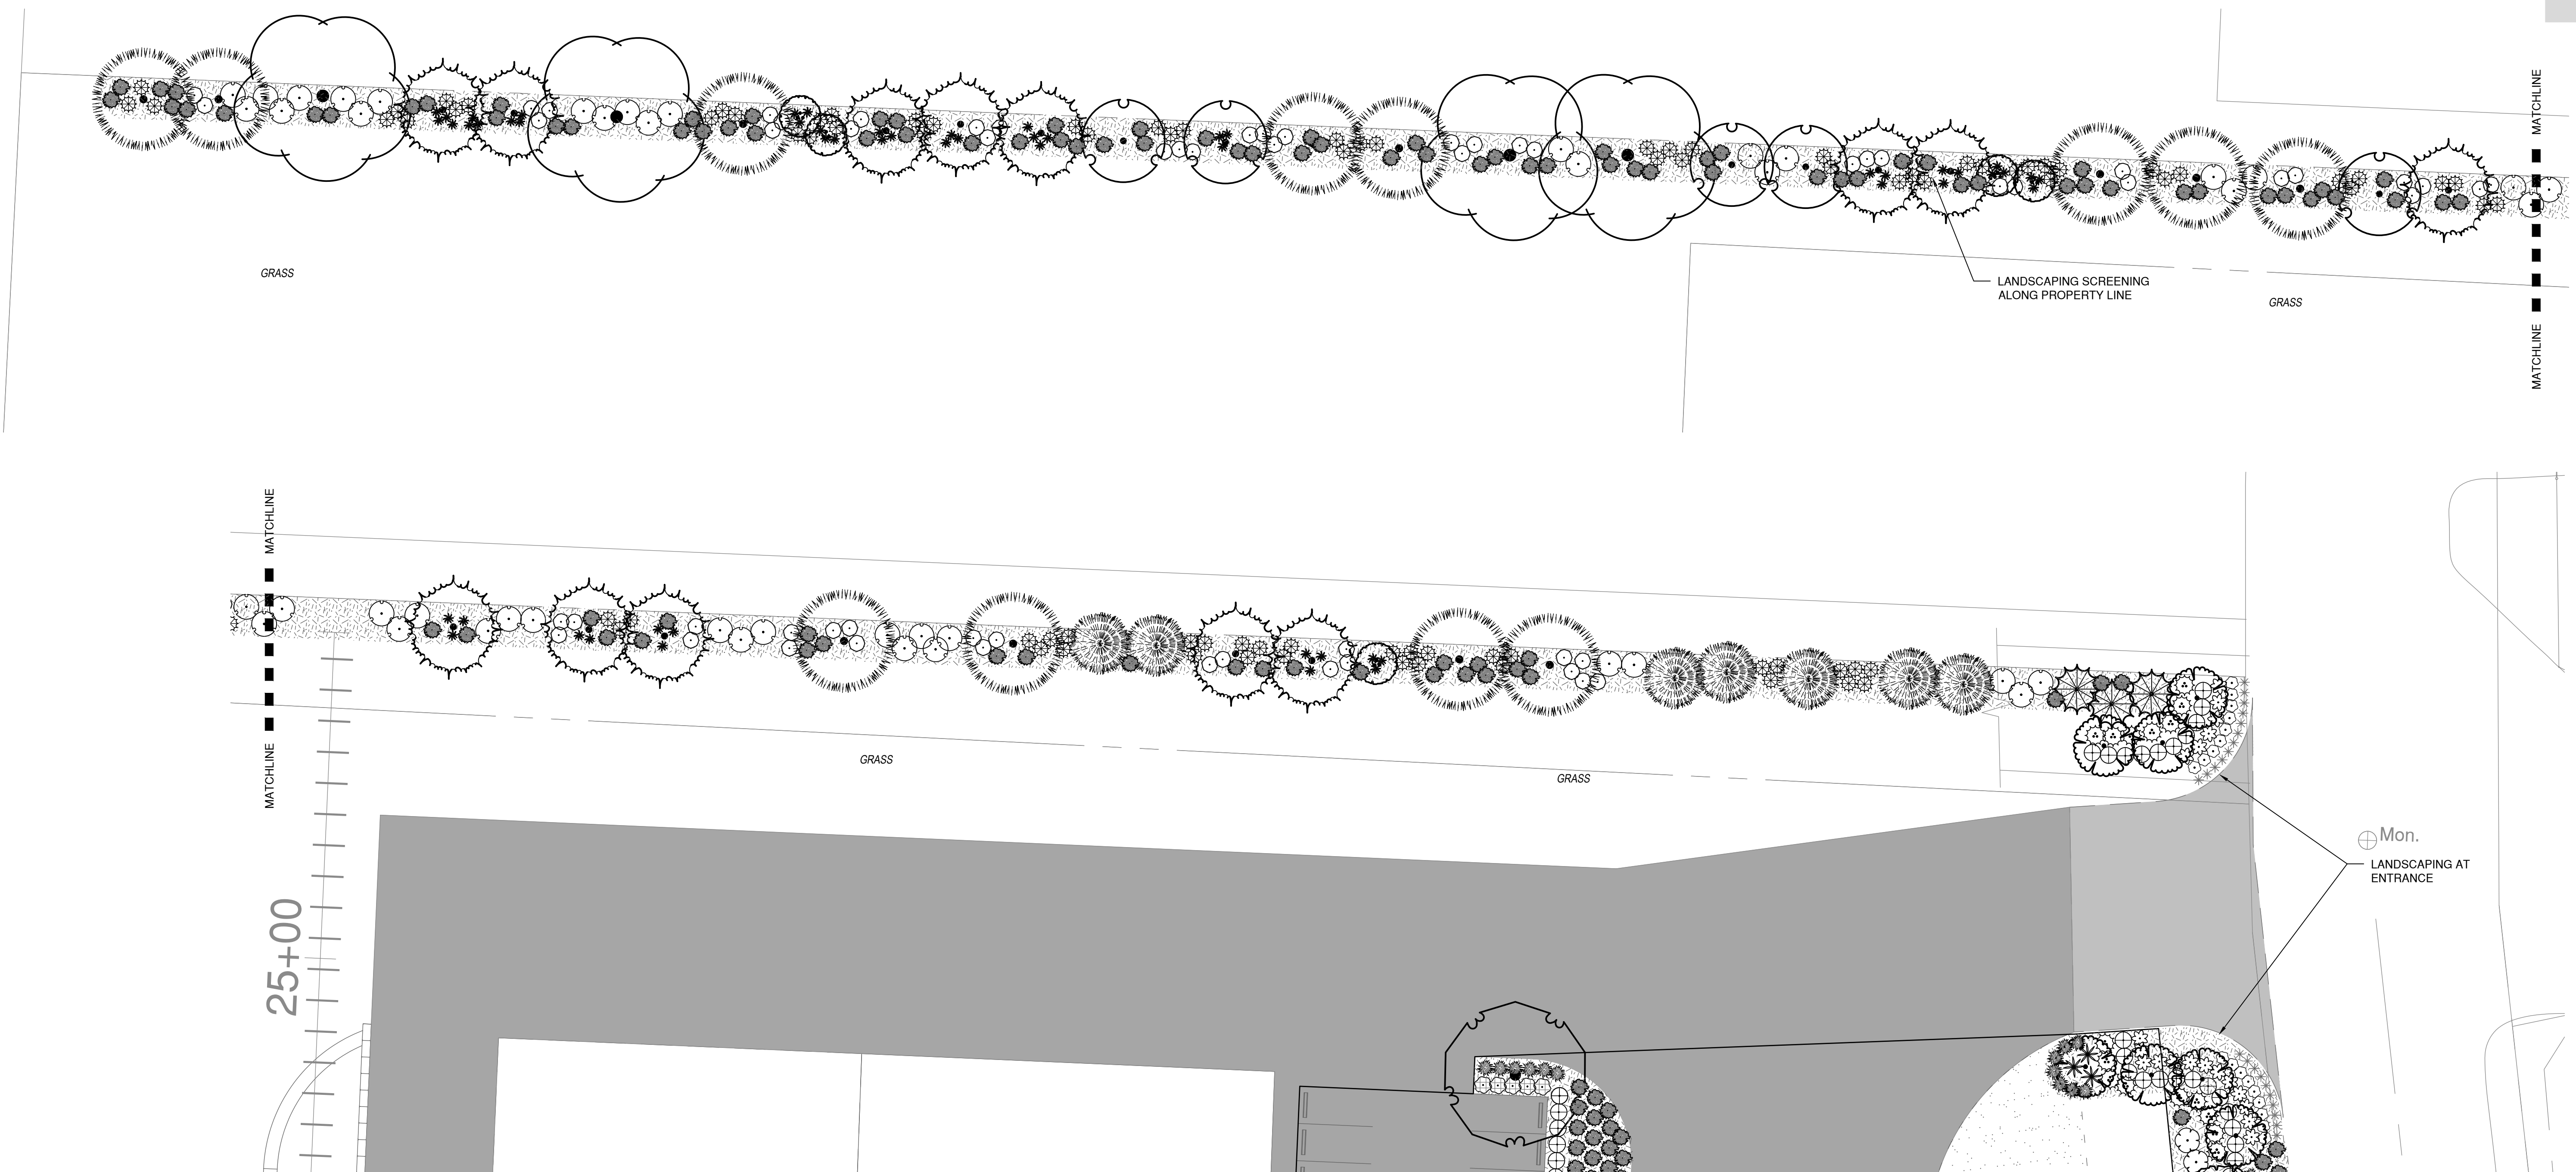 MATCHLINE
GRASS
LANDSCAPING SCREENING
ALONG PROPERTY LINE
GRASS
MATCHLINE
MATCHLINE
GRASS
GRASS
MATCHLINE
Mon.
LANDSCAPING AT
ENTRANCE
25+00